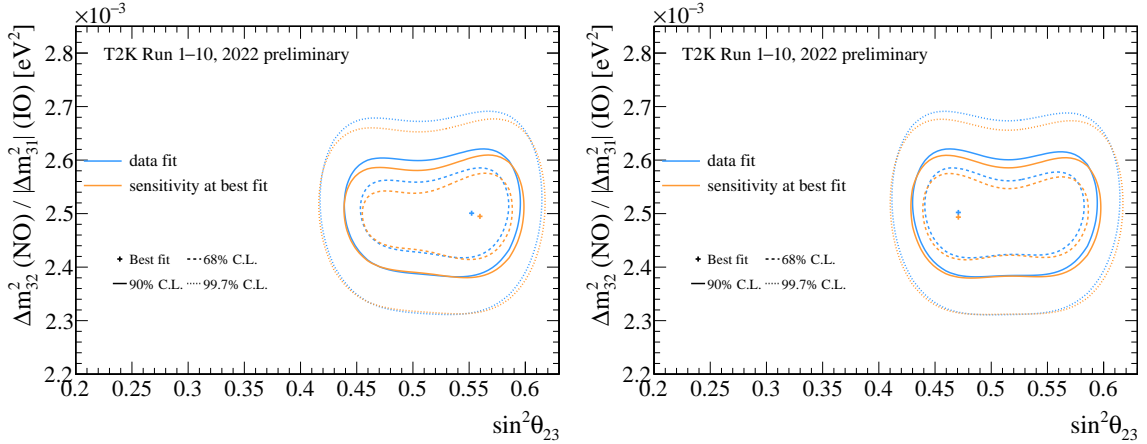 ×10⁻³
T2K Run 1–10, 2022 preliminary
data fit
sensitivity at best fit
Best fit 68% C.L.
90% C.L. 99.7% C.L.
Δm²₃₂ (NO) / |Δm²₃₁| (IO) [eV²]
2.8
2.7
2.6
2.5
2.4
2.3
2.2
0.2 0.25 0.3 0.35 0.4 0.45 0.5 0.55 0.6
sin²θ₂₃
×10⁻³
T2K Run 1–10, 2022 preliminary
data fit
sensitivity at best fit
Best fit 68% C.L.
90% C.L. 99.7% C.L.
Δm²₃₂ (NO) / |Δm²₃₁| (IO) [eV²]
2.8
2.7
2.6
2.5
2.4
2.3
2.2
0.2 0.25 0.3 0.35 0.4 0.45 0.5 0.55 0.6
sin²θ₂₃